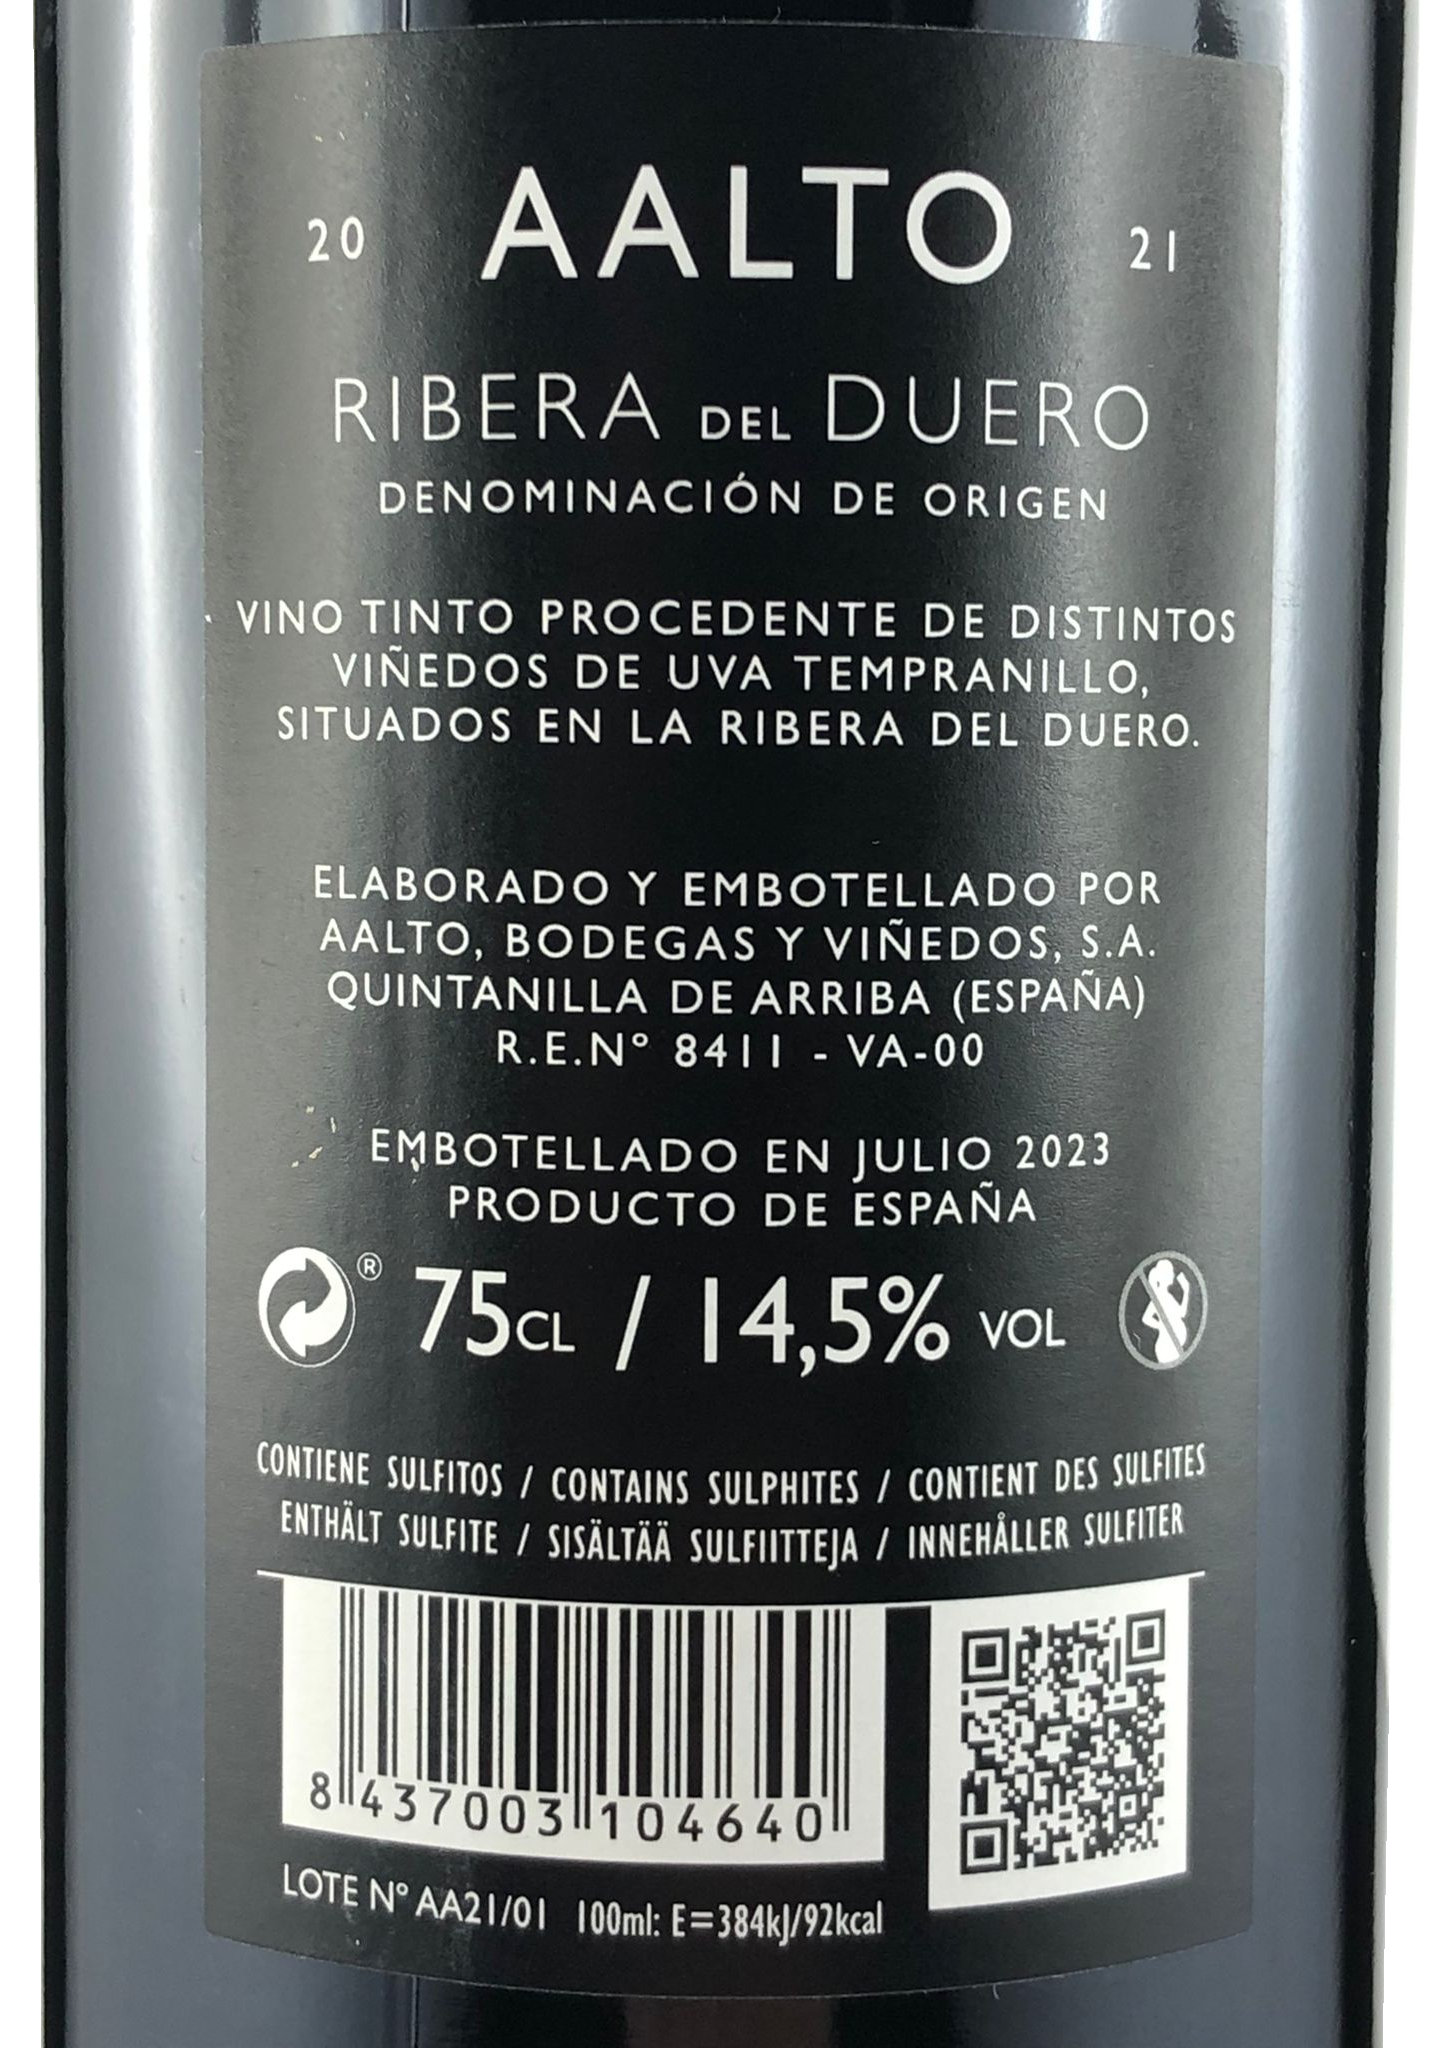 20 AALTO 21
RIBERA DEL DUERO
DENOMINACIÓN DE ORIGEN
VINO TINTO PROCEDENTE DE DISTINTOS
VIÑEDOS DE UVA TEMPRANILLO,
SITUADOS EN LA RIBERA DEL DUERO.
ELABORADO Y EMBOTELLADO POR
AALTO, BODEGAS Y VIÑEDOS, S.A.
QUINTANILLA DE ARRIBA (ESPAÑA)
R.E.Nº 8411 - VA-00
EMBOTELLADO EN JULIO 2023
PRODUCTO DE ESPAÑA
® 75CL / 14,5% VOL
CONTIENE SULFITOS / CONTAINS SULPHITES / CONTIENT DES SULFITES
ENTHÄLT SULFITE / SISÄLTÄÄ SULFIITTEJA / INNEHÅLLER SULFITER
8 437003 104640
LOTE Nº AA21/01 100ml: E=384kJ/92kcal